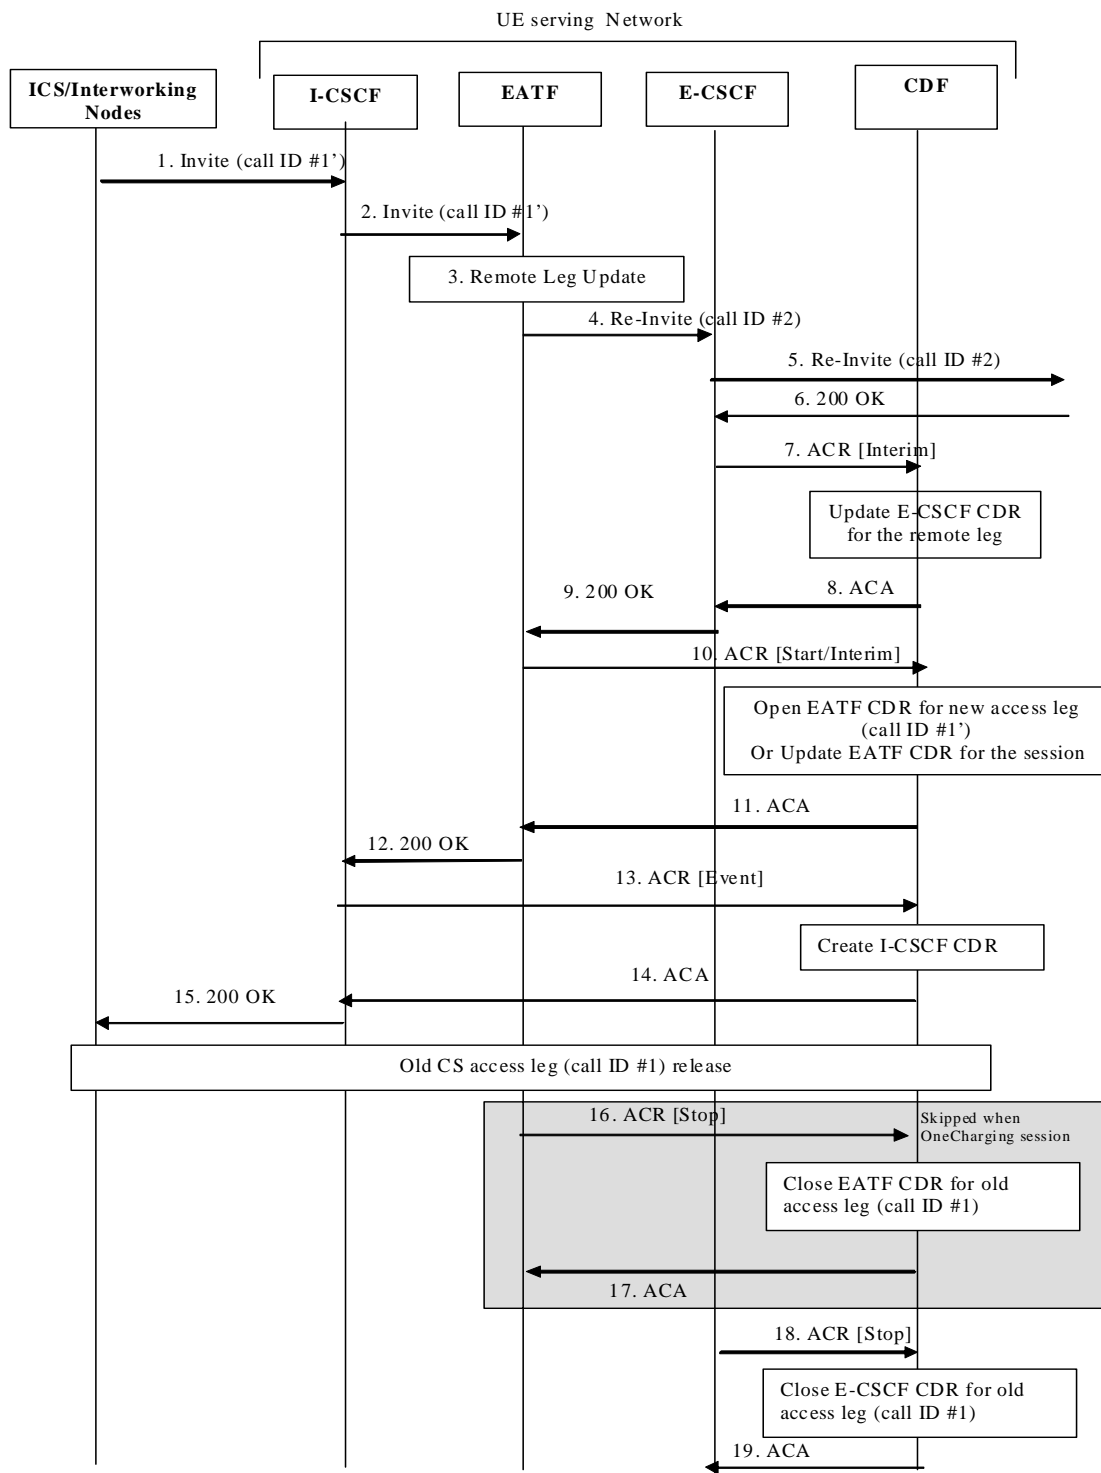 UE serving Network
ICS/Interworking
Nodes
I-CSCF
EATF
E-CSCF
CDF
1. Invite (call ID #1’)
2. Invite (call ID #1’)
3. Remote Leg Update
4. Re-Invite (call ID #2)
5. Re-Invite (call ID #2)
6. 200 OK
7. ACR [Interim]
Update E-CSCF CDR
for the remote leg
8. ACA
9. 200 OK
10. ACR [Start/Interim]
Open EATF CDR for new access leg
(call ID #1’)
Or Update EATF CDR for the session
11. ACA
12. 200 OK
13. ACR [Event]
Create I-CSCF CDR
14. ACA
15. 200 OK
Old CS access leg (call ID #1) release
16. ACR [Stop]
Skipped when
OneCharging session
Close EATF CDR for old
access leg (call ID #1)
17. ACA
18. ACR [Stop]
Close E-CSCF CDR for old
access leg (call ID #1)
19. ACA